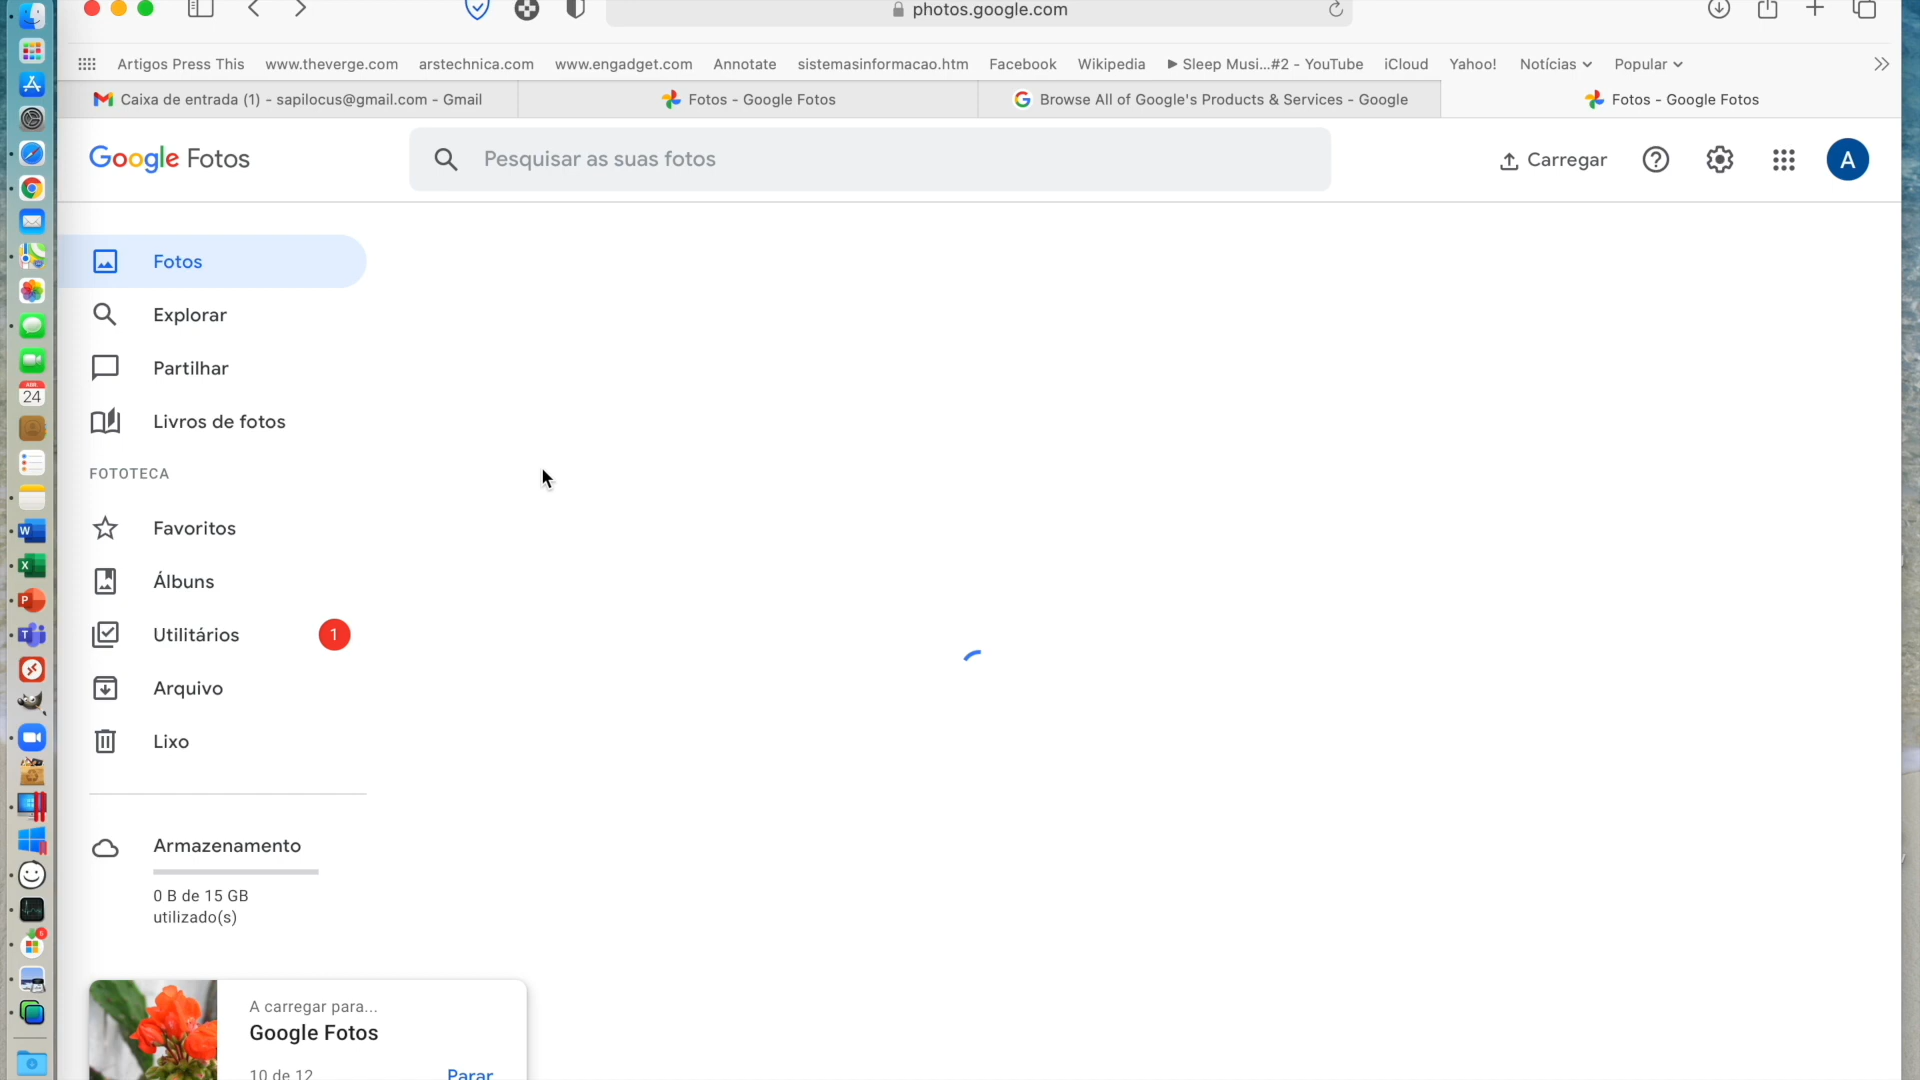 photos.google.com
Artigos Press This www.theverge.com arstechnica.com www.engadget.com Annotate sistemasinformacao.htm Facebook Wikipedia ▶ Sleep Musi...#2 - YouTube iCloud Yahoo! Notícias Popular
Caixa de entrada (1) - sapilocus@gmail.com - Gmail Fotos - Google Fotos Browse All of Google's Products & Services - Google Fotos - Google Fotos
Google Fotos Pesquisar as suas fotos Carregar A
Fotos
Explorar
Partilhar
24
Livros de fotos
FOTOTECA
Favoritos
Álbuns
Utilitários 1
Arquivo
Lixo
Armazenamento
0 B de 15 GB
utilizado(s)
A carregar para...
Google Fotos
10 de 12 Parar